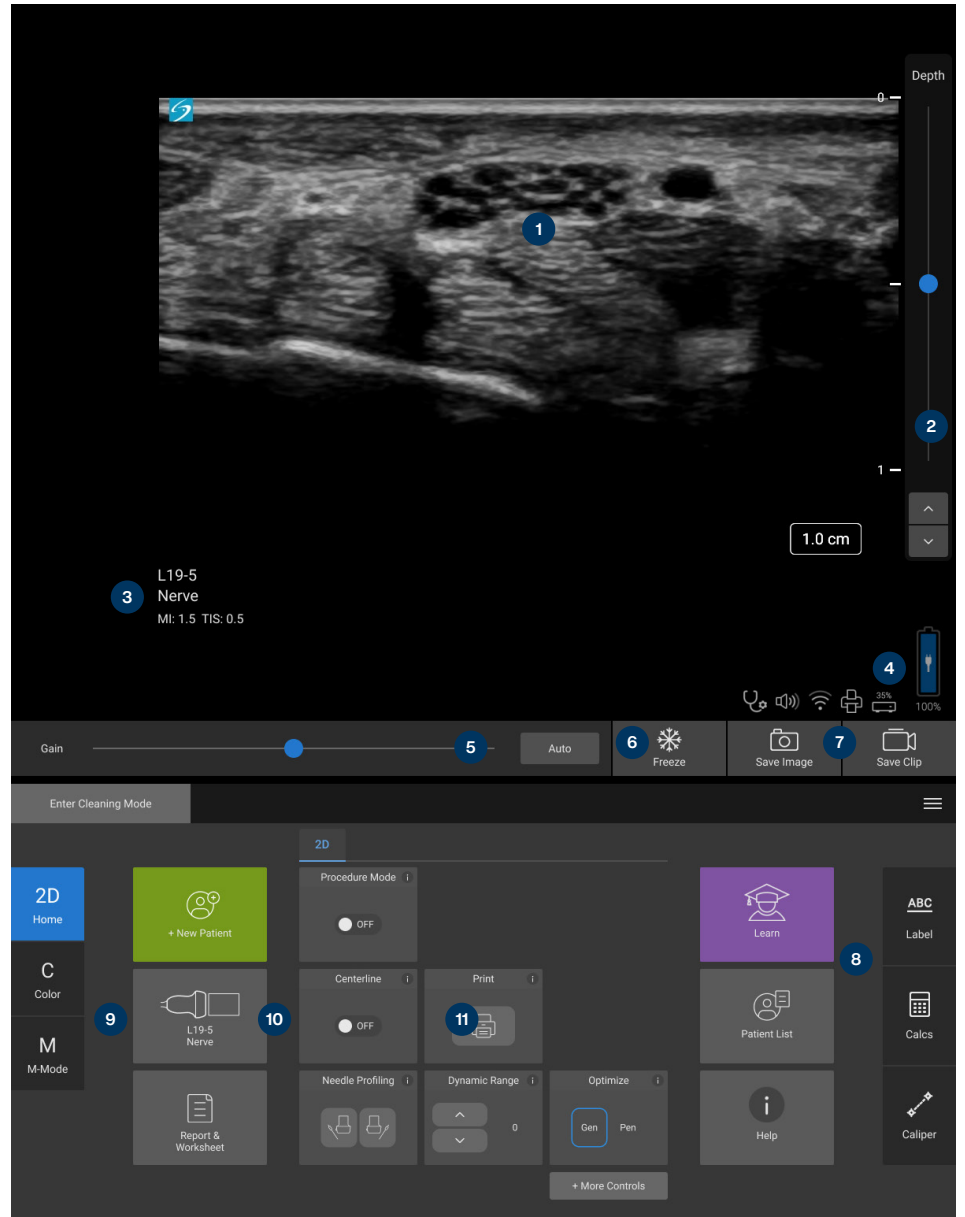 Depth
0
1
2
1
1.0 cm
L19-5
3
Nerve
MI: 1.5 TIS: 0.5
4
35%
100%
Gain
5
Auto
6
Freeze
Save Image
7
Save Clip
Enter Cleaning Mode
2D
2D
Home
C
Color
M
M-Mode
9
+ New Patient
L19-5
Nerve
10
Report &
Worksheet
Procedure Mode i
OFF
Centerline i
OFF
Print i
11
Needle Profiling i
Dynamic Range i
0
Optimize i
Gen Pen
+ More Controls
Learn
8
Patient List
i
Help
ABC
Label
Calcs
Caliper